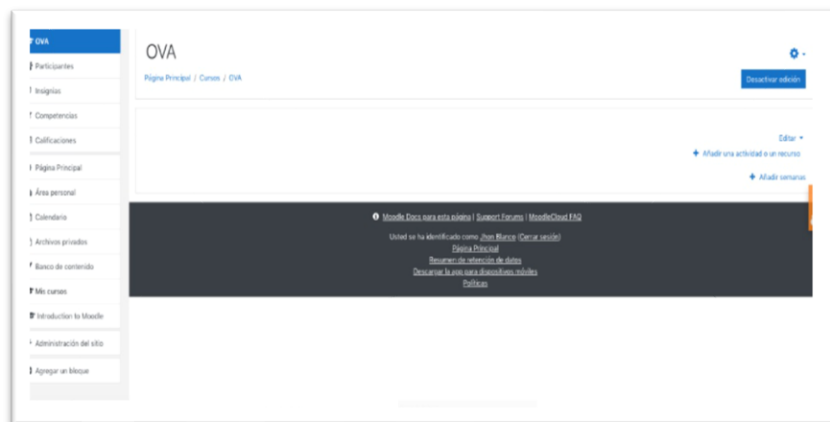 OVA
Participantes
Insignias
Competencias
Calificaciones
Página Principal
Área personal
Calendario
Archivos privados
Banco de contenido
Mis cursos
Introduction to Moodle
Administración del sitio
Agregar un bloque
OVA
Página Principal / Cursos / OVA
Desactivar edición
Editar
Añadir una actividad o un recurso
Añadir semanas
Moodle Docs para esta página | Support Forums | MoodleCloud FAQ
Usted se ha identificado como Jhon Blanco (Cerrar sesión)
Página Principal
Resumen de retención de datos
Descargar la app para dispositivos móviles
Políticas